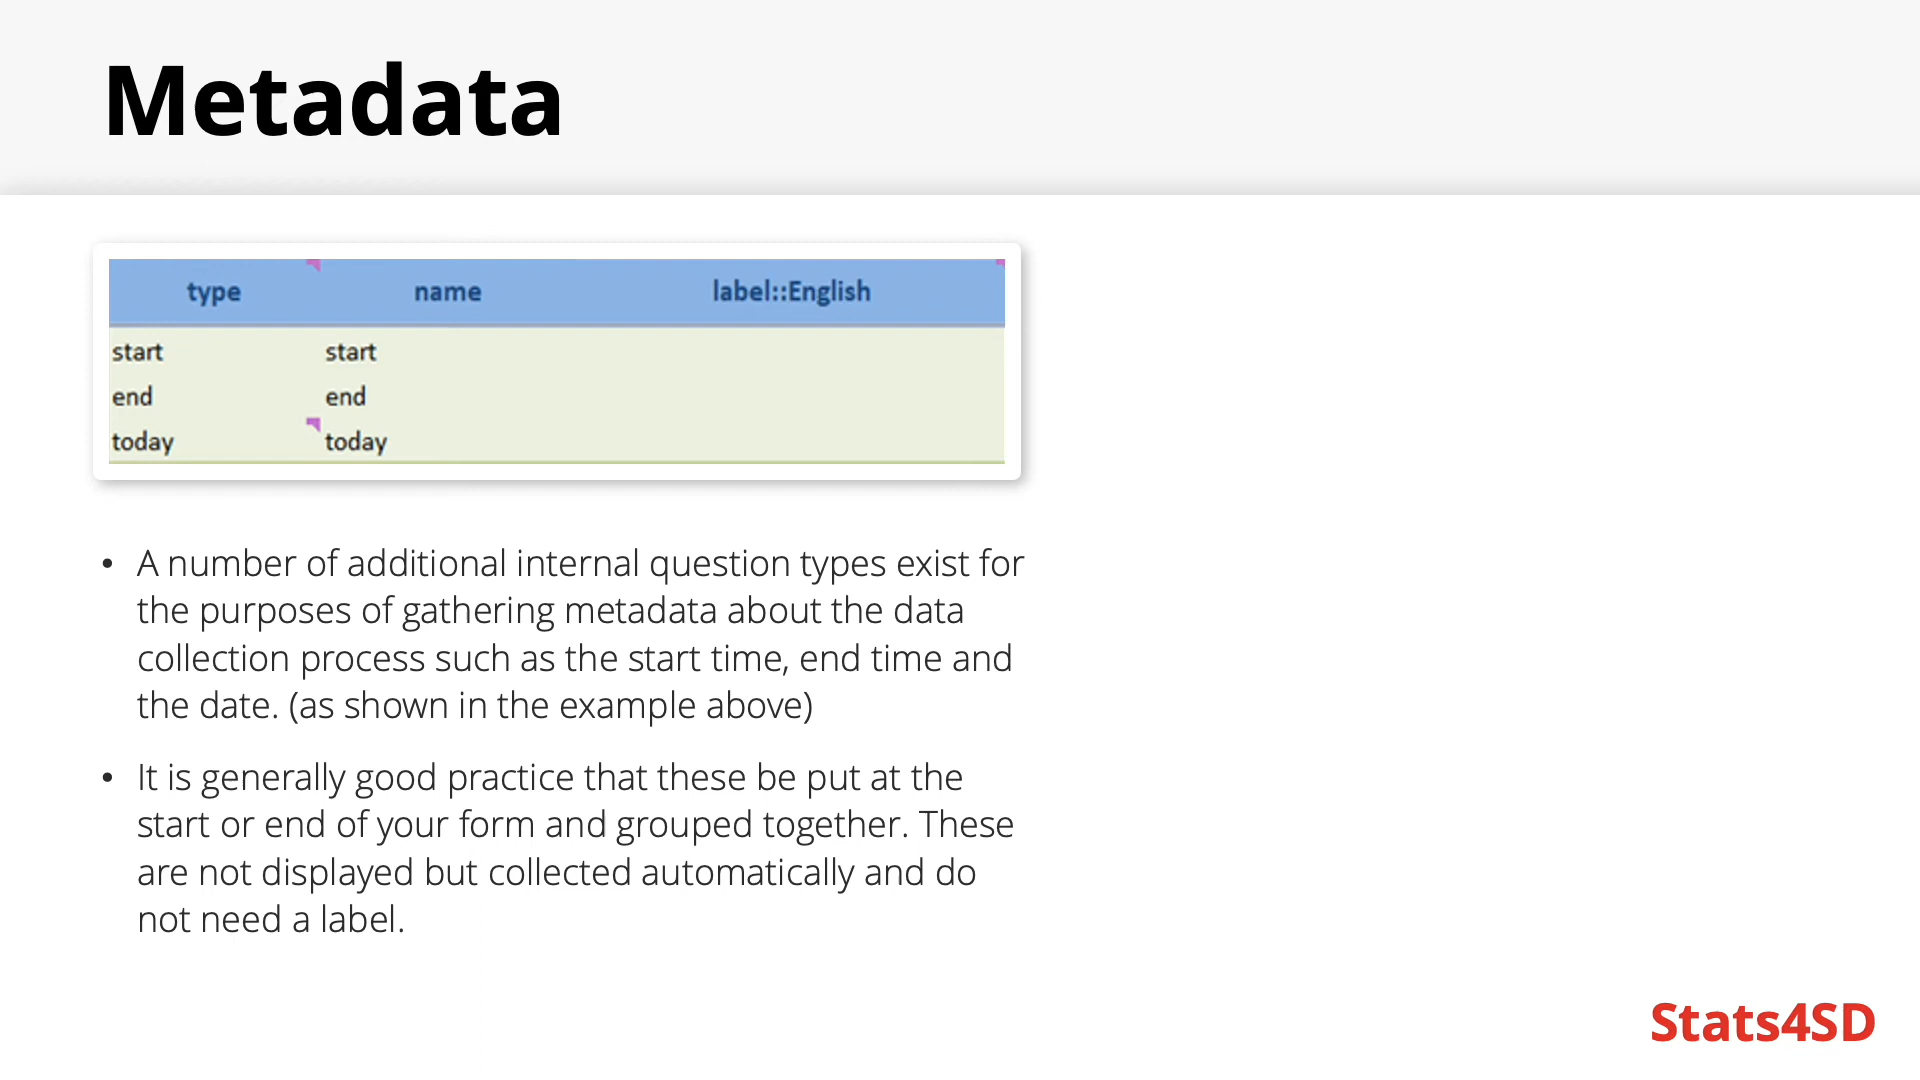 Metadata
type name label::English
start start
end end
today today
• A number of additional internal question types exist for
the purposes of gathering metadata about the data
collection process such as the start time, end time and
the date. (as shown in the example above)
• It is generally good practice that these be put at the
start or end of your form and grouped together. These
are not displayed but collected automatically and do
not need a label.
Stats4SD